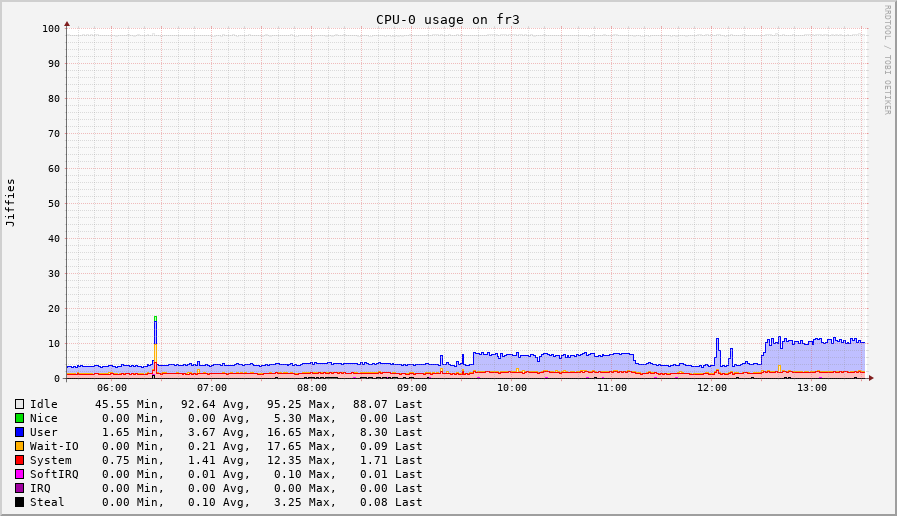 CPU-0 usage on fr3
RRDTOOL / TOBI OETIKER
Jiffies
100
90
80
70
60
50
40
30
20
10
0
06:00 07:00 08:00 09:00 10:00 11:00 12:00 13:00
Idle 45.55 Min, 92.64 Avg, 95.25 Max, 88.07 Last
Nice 0.00 Min, 0.00 Avg, 5.30 Max, 0.00 Last
User 1.65 Min, 3.67 Avg, 16.65 Max, 8.30 Last
Wait-IO 0.00 Min, 0.21 Avg, 17.65 Max, 0.09 Last
System 0.75 Min, 1.41 Avg, 12.35 Max, 1.71 Last
SoftIRQ 0.00 Min, 0.01 Avg, 0.10 Max, 0.01 Last
IRQ 0.00 Min, 0.00 Avg, 0.00 Max, 0.00 Last
Steal 0.00 Min, 0.10 Avg, 3.25 Max, 0.08 Last